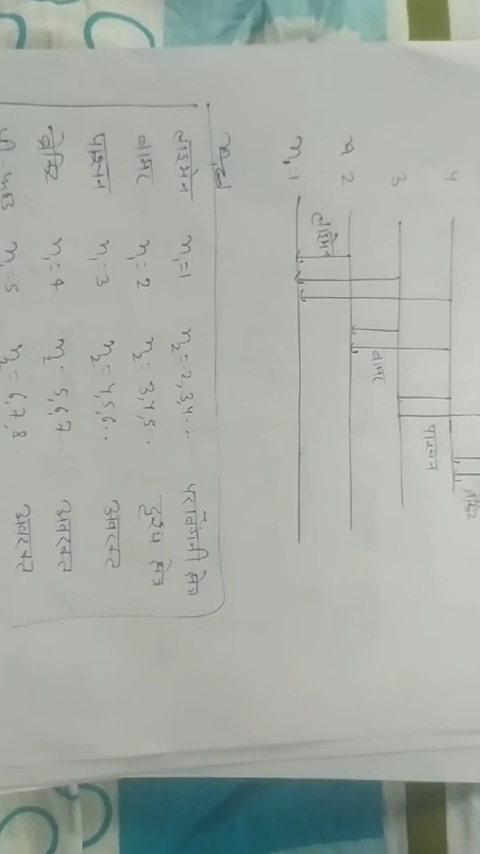 4
3
n 2
n₁ = 1
लाइमन
बामर
पाश्चन
ब्रैकेट
लाइमन n₁ = 1 n₂ = 2,3,4... पराबैंगनी क्षेत्र
बामर n₁ = 2 n₂ = 3,4,5.. दृश्य क्षेत्र
पाश्चन n₁ = 3 n₂ = 4,5,6.. अवरक्त
n₁ = 4 n₂ = 5,6,7.. अवरक्त
n₁ = 5 n₂ = 6,7,8.. अवरक्त